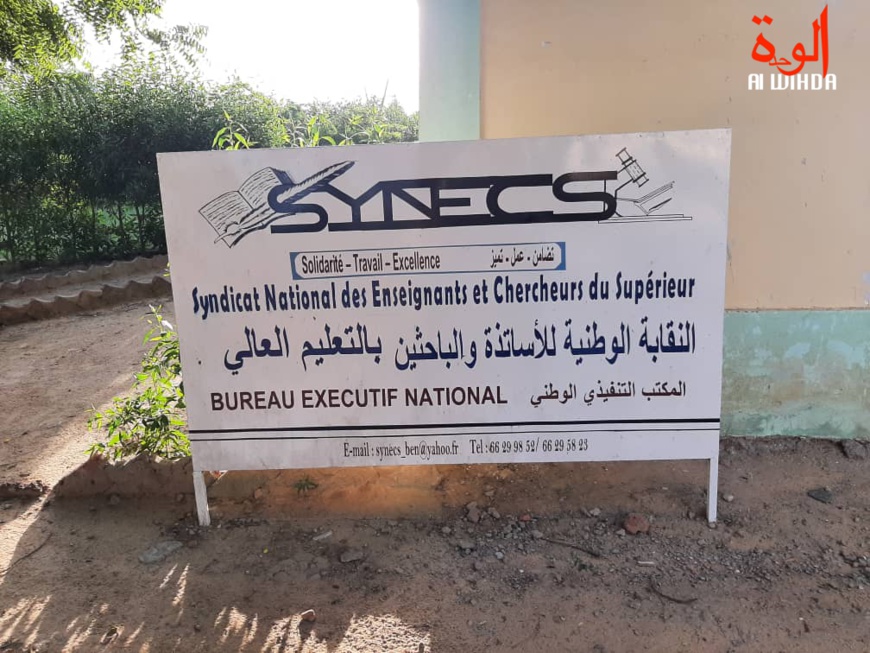 الوحدة
Al WIHDA
SYNECS
Solidarité – Travail – Excellence تضامن - عمل - تميز
Syndicat National des Enseignants et Chercheurs du Supérieur
النقابة الوطنية للأساتذة والباحثين بالتعليم العالي
BUREAU EXECUTIF NATIONAL المكتب التنفيذي الوطني
E-mail : synècs_ben@yahoo.fr Tel : 66 29 98 52/ 66 29 58 23